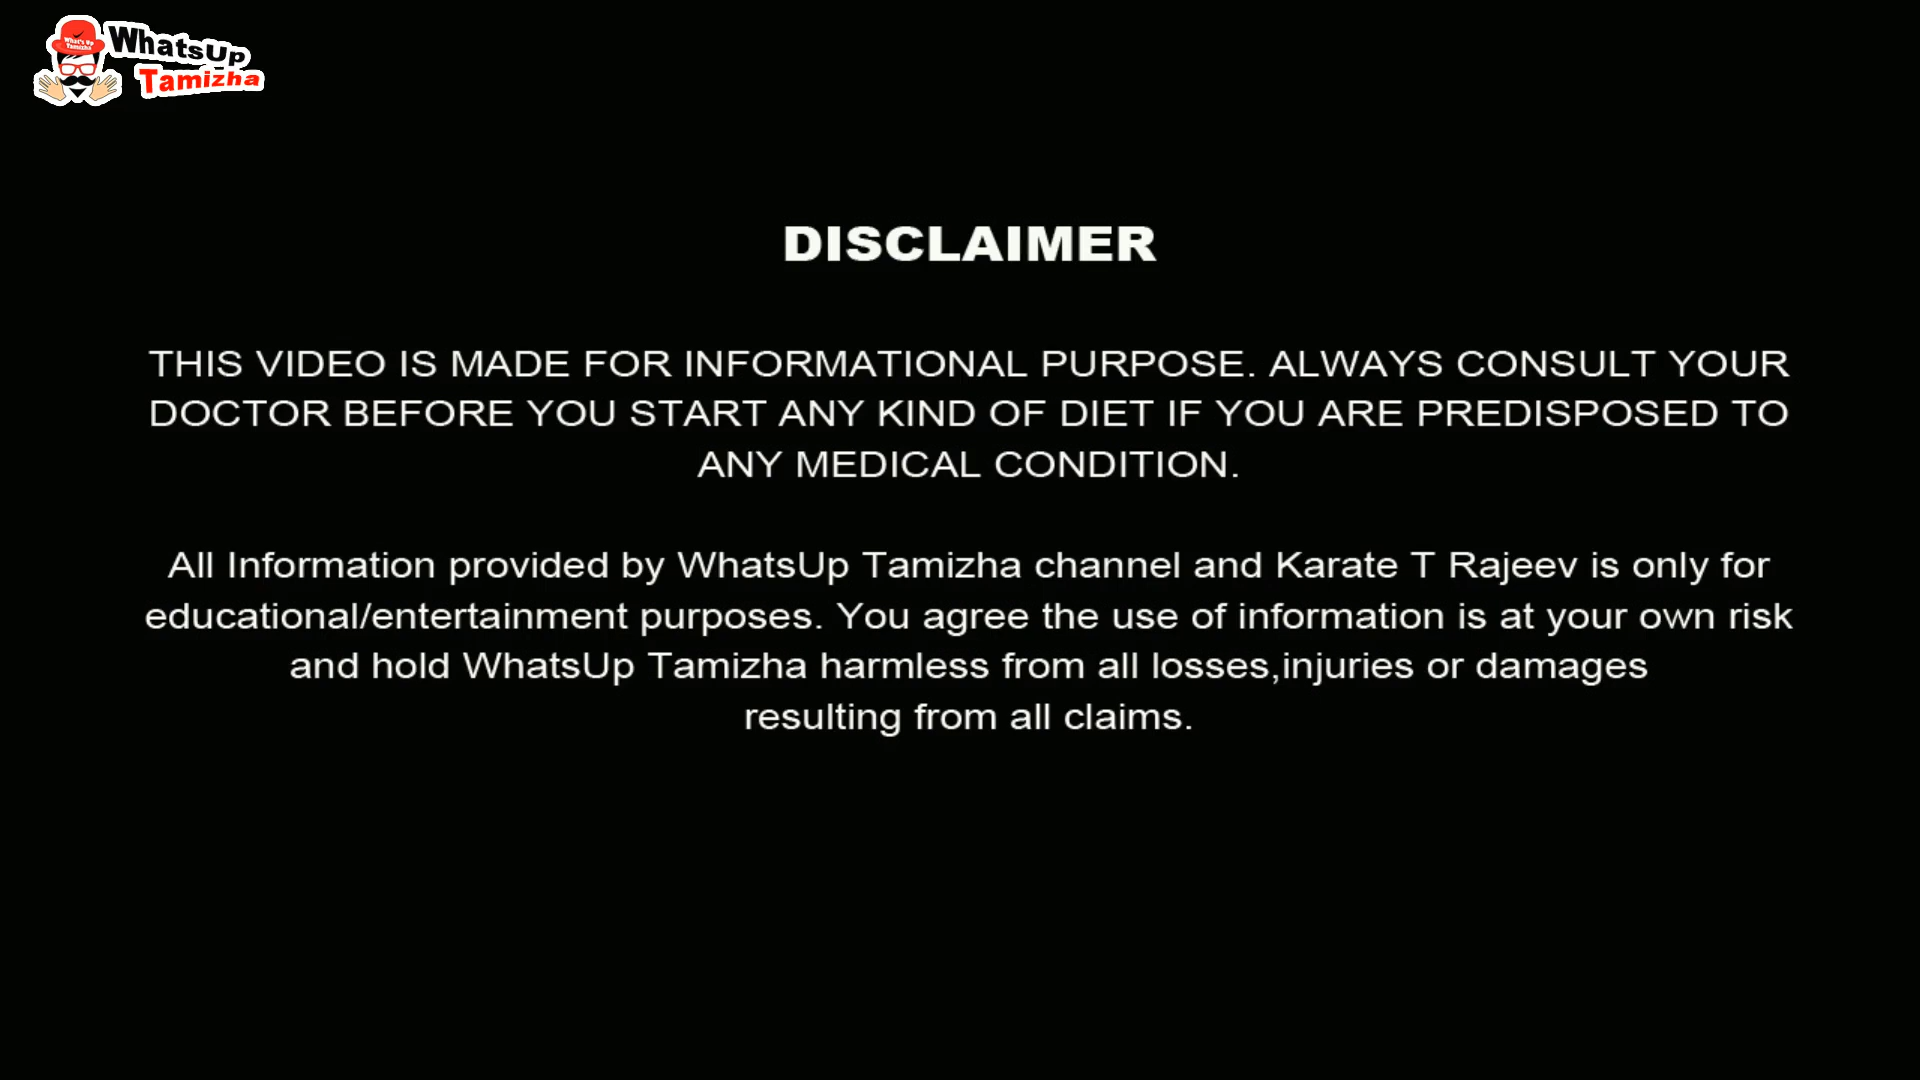 What's Up
Tamizha
WhatsUp
Tamizha
DISCLAIMER
THIS VIDEO IS MADE FOR INFORMATIONAL PURPOSE. ALWAYS CONSULT YOUR
DOCTOR BEFORE YOU START ANY KIND OF DIET IF YOU ARE PREDISPOSED TO
ANY MEDICAL CONDITION.
All Information provided by WhatsUp Tamizha channel and Karate T Rajeev is only for
educational/entertainment purposes. You agree the use of information is at your own risk
and hold WhatsUp Tamizha harmless from all losses,injuries or damages
resulting from all claims.